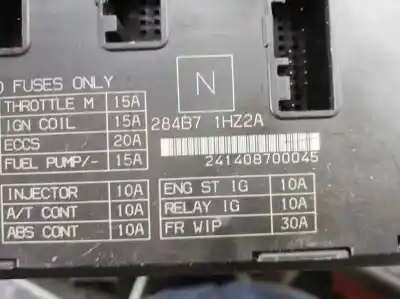 D FUSES ONLY
THROTTLE M 15A
IGN COIL 15A
ECCS 20A
FUEL PUMP/- 15A
N
284B7 1HZ2A
241408700045
INJECTOR 10A
A/T CONT 10A
ABS CONT 10A
ENG ST IG 10A
RELAY IG 10A
FR WIP 30A